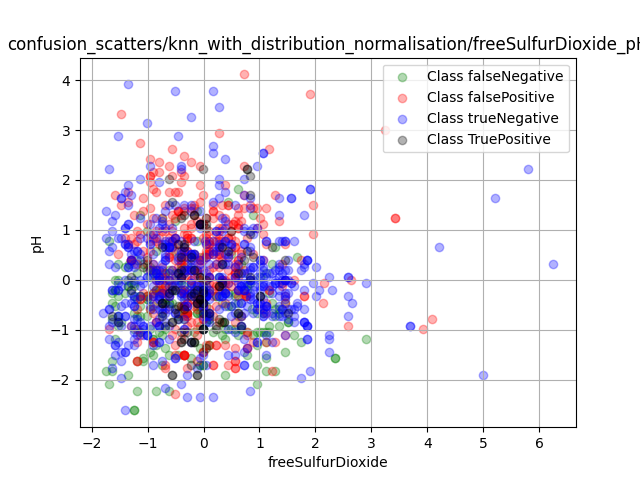 confusion_scatters/knn_with_distribution_normalisation/freeSulfurDioxide_pH
Class falseNegative
Class falsePositive
Class trueNegative
Class TruePositive
4
3
2
1
0
−1
−2
pH
−2 −1 0 1 2 3 4 5 6
freeSulfurDioxide